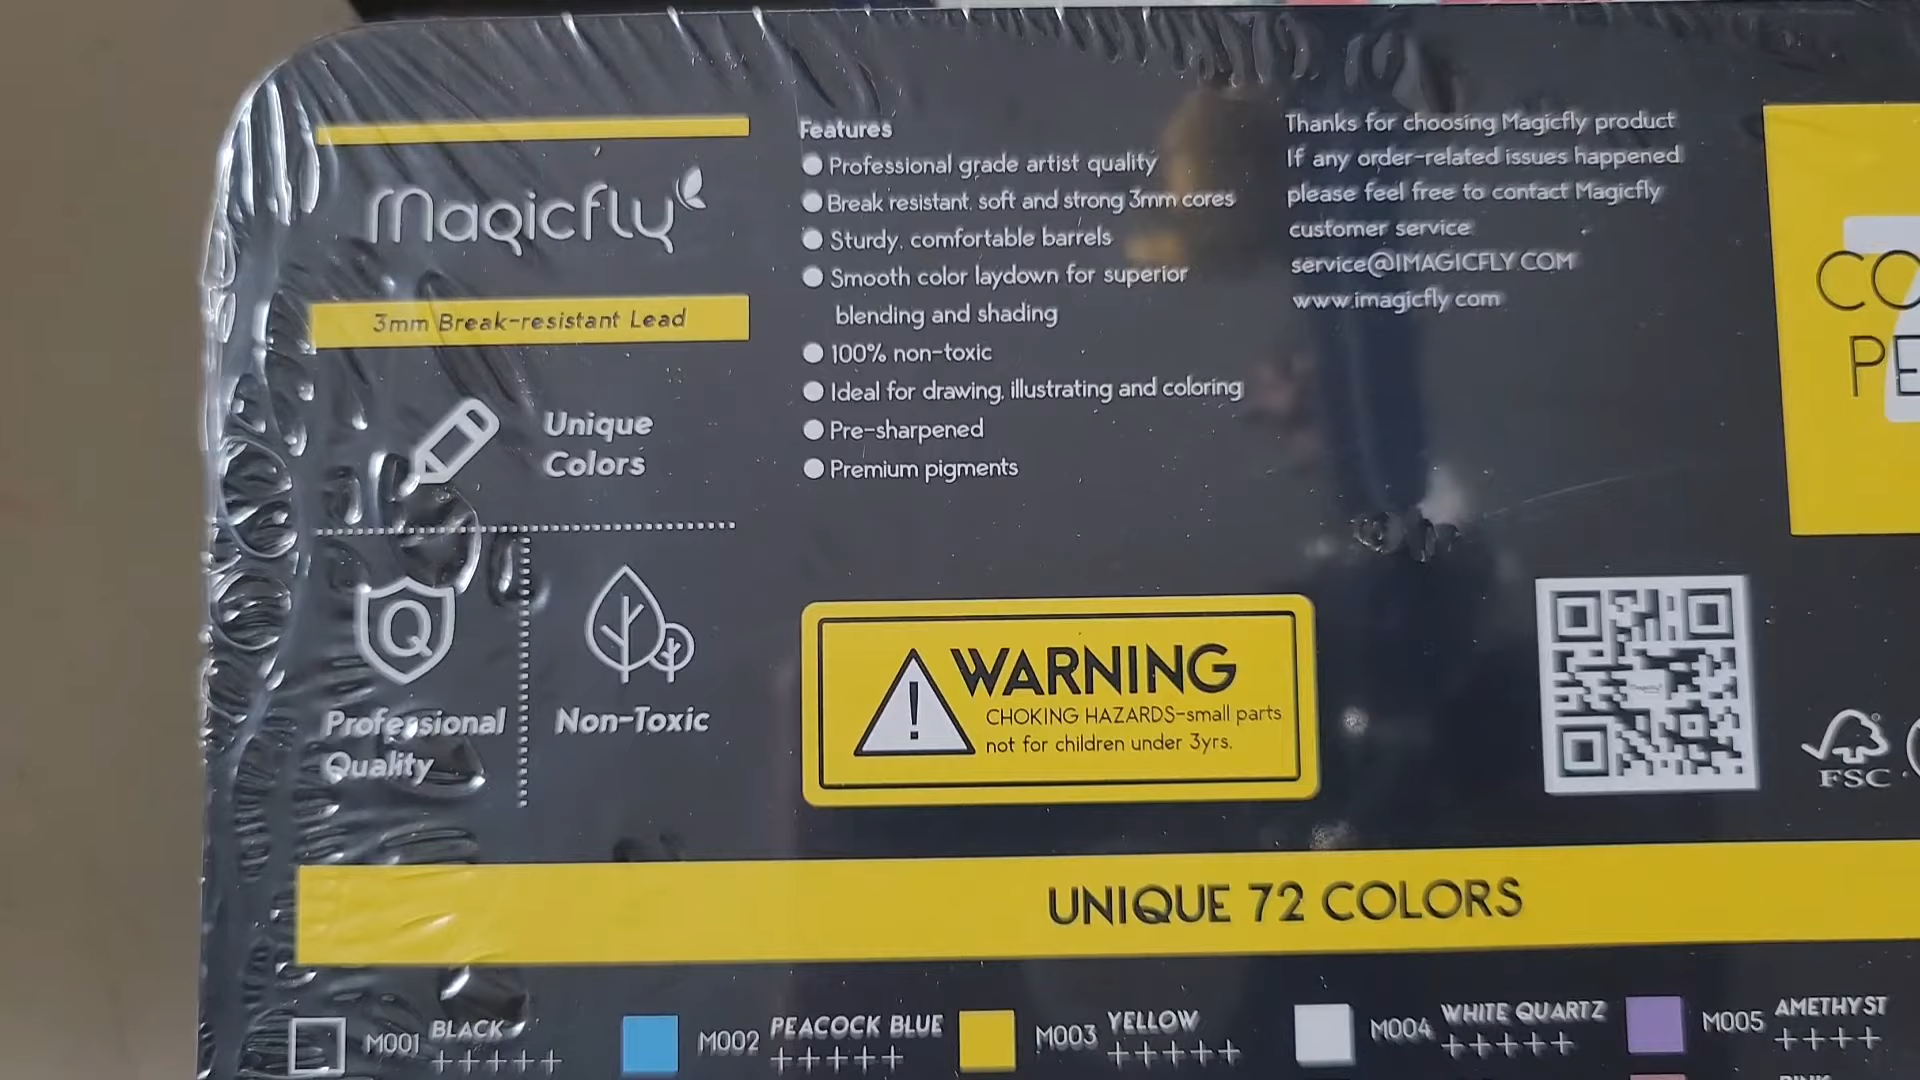 Magicfly
3mm Break-resistant Lead
Unique
Colors
Professional
Quality
Non-Toxic
Features
Professional grade artist quality
Break resistant, soft and strong 3mm cores
Sturdy, comfortable barrels
Smooth color laydown for superior
blending and shading
100% non-toxic
Ideal for drawing, illustrating and coloring
Pre-sharpened
Premium pigments
Thanks for choosing Magicfly product
If any order-related issues happened
please feel free to contact Magicfly
customer service
service@IMAGICFLY.COM
www.imagicfly.com
CO
PE
WARNING
CHOKING HAZARDS-small parts
not for children under 3yrs.
FSC
UNIQUE 72 COLORS
M001 BLACK
+++++
M002 PEACOCK BLUE
+++++
M003 YELLOW
+++++
M004 WHITE QUARTZ
+++++
M005 AMETHYST
++++